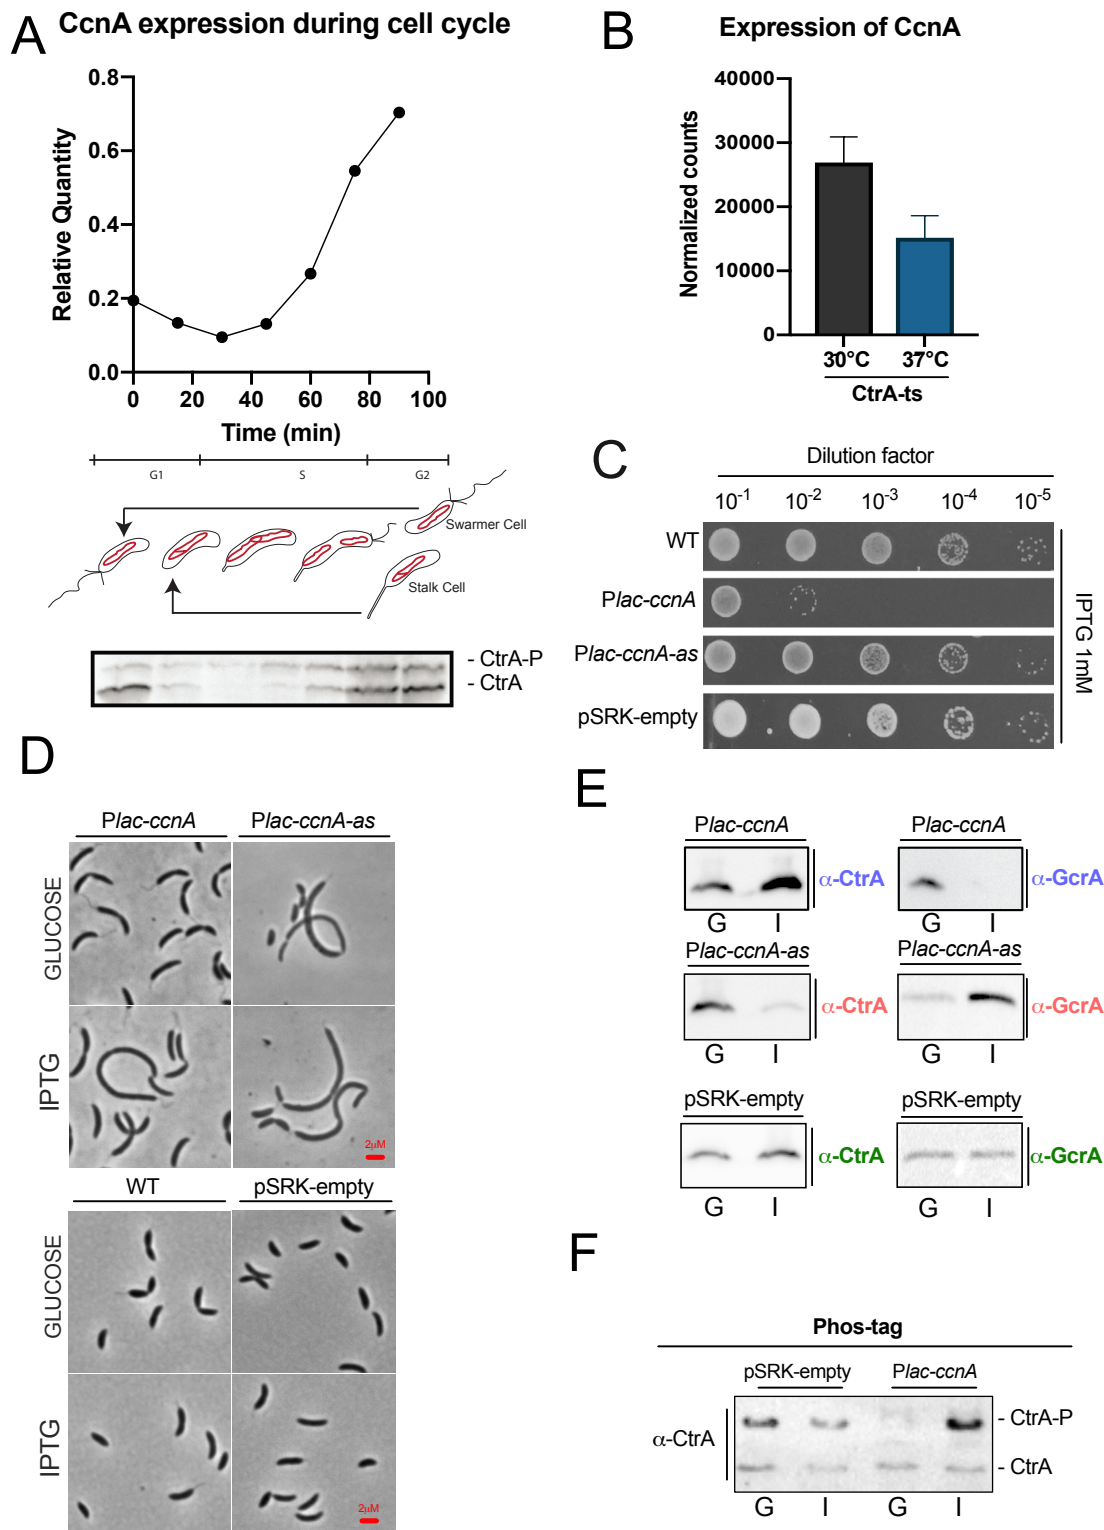 A
CcnA expression during cell cycle
0.8
0.6
0.4
0.2
0.0
Relative Quantity
0 20 40 60 80 100
Time (min)
G1 S G2
Swarmer Cell
Stalk Cell
- CtrA-P
- CtrA
B
Expression of CcnA
40000
30000
20000
10000
0
Normalized counts
30°C 37°C
CtrA-ts
C
Dilution factor
10-1 10-2 10-3 10-4 10-5
WT
Plac-ccnA
Plac-ccnA-as
pSRK-empty
IPTG 1mM
D
Plac-ccnA Plac-ccnA-as
GLUCOSE
IPTG
2μM
WT pSRK-empty
GLUCOSE
IPTG
2μM
E
Plac-ccnA Plac-ccnA
α-CtrA α-GcrA
G I G I
Plac-ccnA-as Plac-ccnA-as
α-CtrA α-GcrA
G I G I
pSRK-empty pSRK-empty
α-CtrA α-GcrA
G I G I
F
Phos-tag
pSRK-empty Plac-ccnA
α-CtrA
- CtrA-P
- CtrA
G I G I